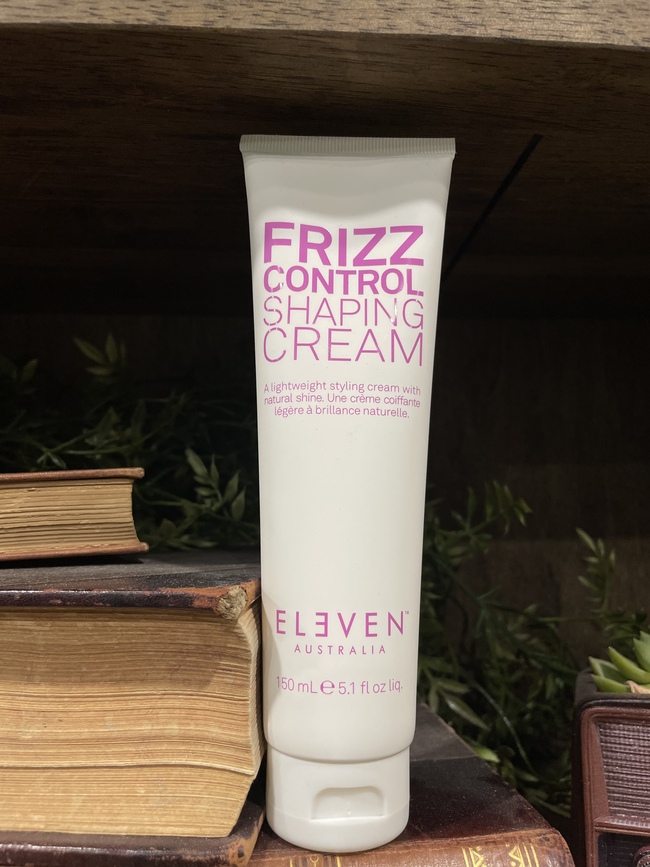 FRIZZ
CONTROL
SHAPING
CREAM
A lightweight styling cream with
natural shine. Une crème coiffante
légère à brillance naturelle.
ELƎVEN™
AUSTRALIA
150 mL ℮ 5.1 fl oz liq.